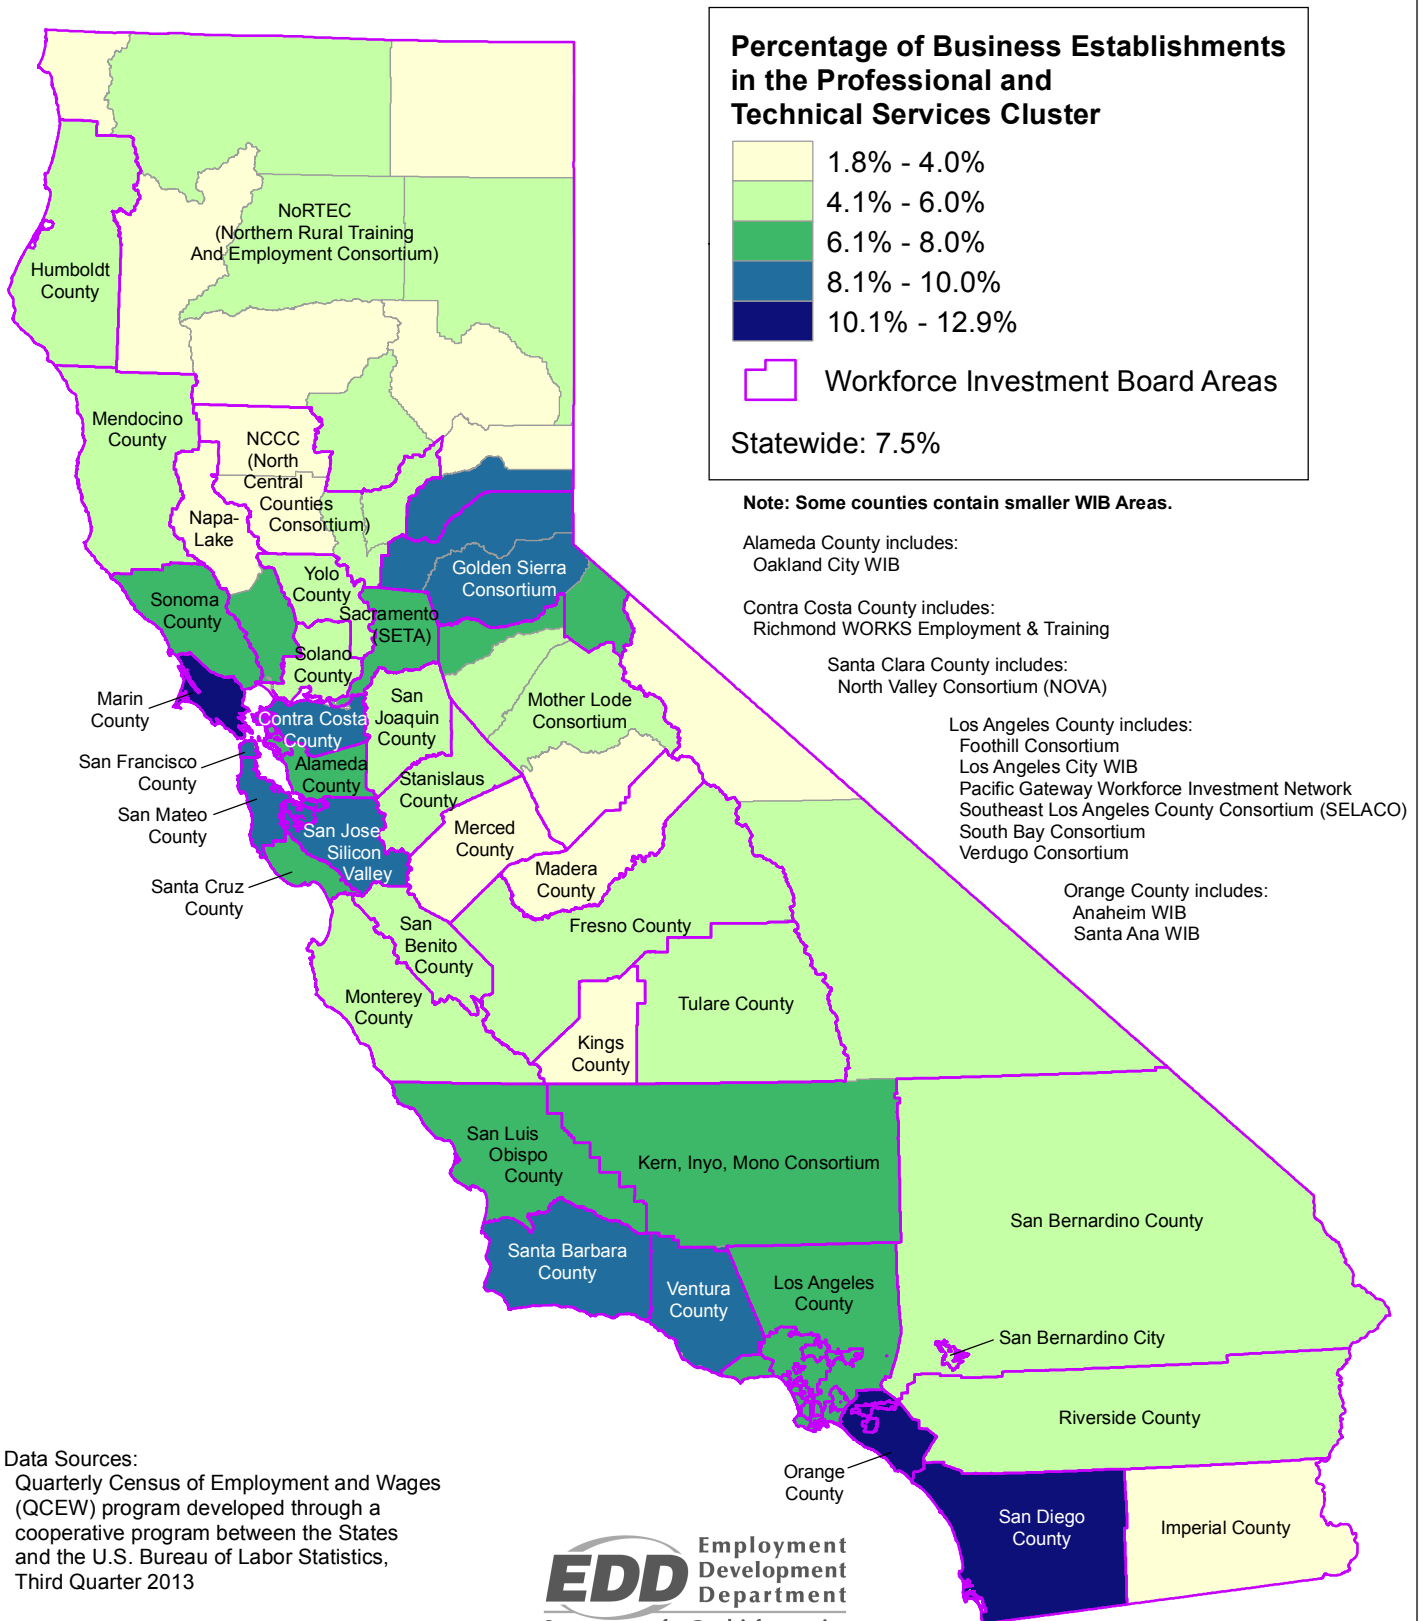 Percentage of Business Establishments
in the Professional and
Technical Services Cluster
1.8% - 4.0%
4.1% - 6.0%
6.1% - 8.0%
8.1% - 10.0%
10.1% - 12.9%
Workforce Investment Board Areas
Statewide: 7.5%
Note: Some counties contain smaller WIB Areas.
Alameda County includes:
Oakland City WIB
Contra Costa County includes:
Richmond WORKS Employment & Training
Santa Clara County includes:
North Valley Consortium (NOVA)
Los Angeles County includes:
Foothill Consortium
Los Angeles City WIB
Pacific Gateway Workforce Investment Network
Southeast Los Angeles County Consortium (SELACO)
South Bay Consortium
Verdugo Consortium
Orange County includes:
Anaheim WIB
Santa Ana WIB
NoRTEC
(Northern Rural Training
And Employment Consortium)
Humboldt
County
Mendocino
County
NCCC
(North
Central
Counties
Consortium)
Napa-
Lake
Yolo
County
Golden Sierra
Consortium
Sonoma
County
Sacramento
(SETA)
Solano
County
Marin
County
San
Joaquin
County
Mother Lode
Consortium
Contra Costa
County
San Francisco
County
Alameda
County
Stanislaus
County
San Mateo
County
San Jose
Silicon
Valley
Merced
County
Madera
County
Santa Cruz
County
San
Benito
County
Fresno County
Monterey
County
Tulare County
Kings
County
San Luis
Obispo
County
Kern, Inyo, Mono Consortium
San Bernardino County
Santa Barbara
County
Ventura
County
Los Angeles
County
San Bernardino City
Riverside County
Orange
County
San Diego
County
Imperial County
Data Sources:
Quarterly Census of Employment and Wages
(QCEW) program developed through a
cooperative program between the States
and the U.S. Bureau of Labor Statistics,
Third Quarter 2013
EDD
Employment
Development
Department